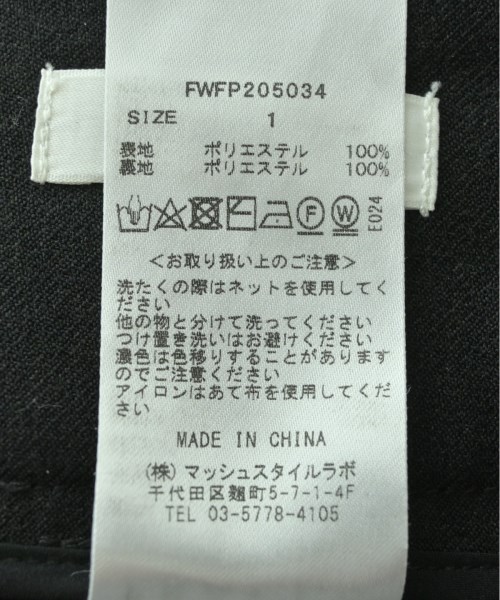 FWFP205034
SIZE 1
表地 ポリエステル 100%
裏地 ポリエステル 100%
F W E024
<お取り扱い上のご注意>
洗たくの際はネットを使用してく
ださい
他の物と分けて洗ってください
つけ置き洗いはお避けください
濃色は色移りすることがあります
のでご注意ください
アイロンはあて布を使用してくだ
さい
MADE IN CHINA
(株) マッシュスタイルラボ
千代田区麹町5-7-1-4F
TEL 03-5778-4105